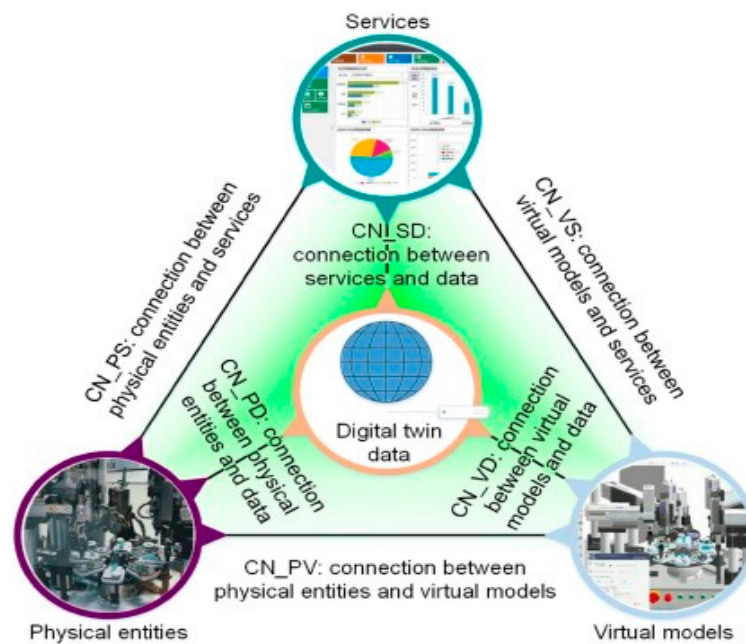 Services
CN_PS: connection between
physical entities and services
CN_SD:
connection between
services and data
CN_VS: connection between
virtual models and services
CN_PD: connection
between physical
entities and data
Digital twin
data
CN_VD: connection
between virtual
models and data
CN_PV: connection between
physical entities and virtual models
Physical entities
Virtual models